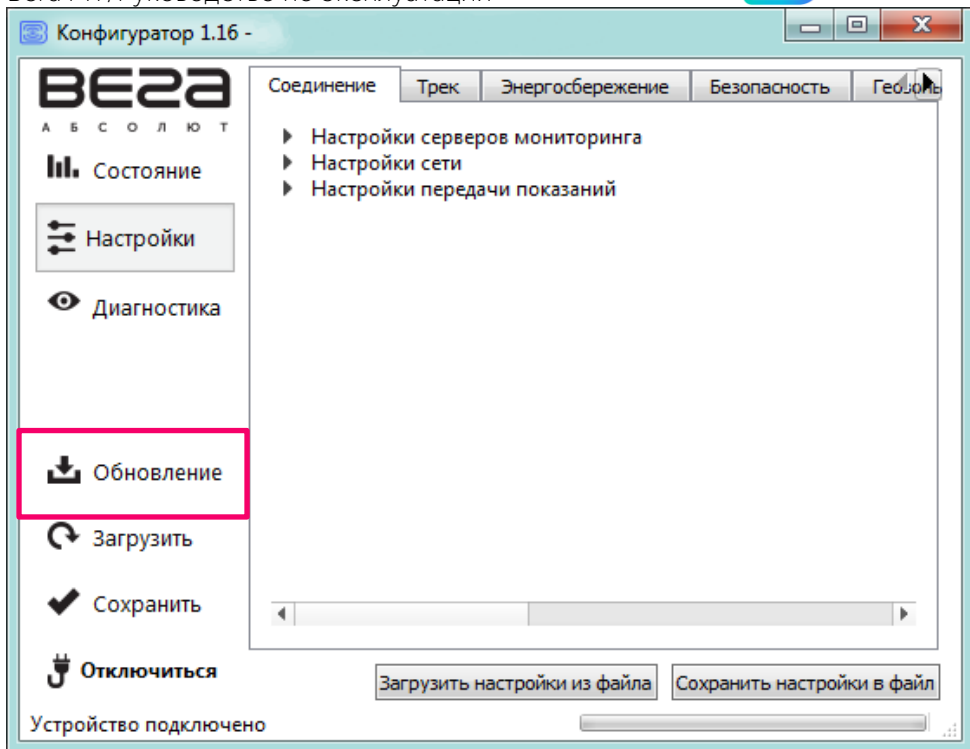 Конфигуратор 1.16 -
ВЕГА
АБСОЛЮТ
Состояние
Настройки
Диагностика
Обновление
Загрузить
Сохранить
Отключиться
Соединение Трек Энергосбережение Безопасность
Настройки серверов мониторинга
Настройки сети
Настройки передачи показаний
Загрузить настройки из файла Сохранить настройки в файл
Устройство подключено